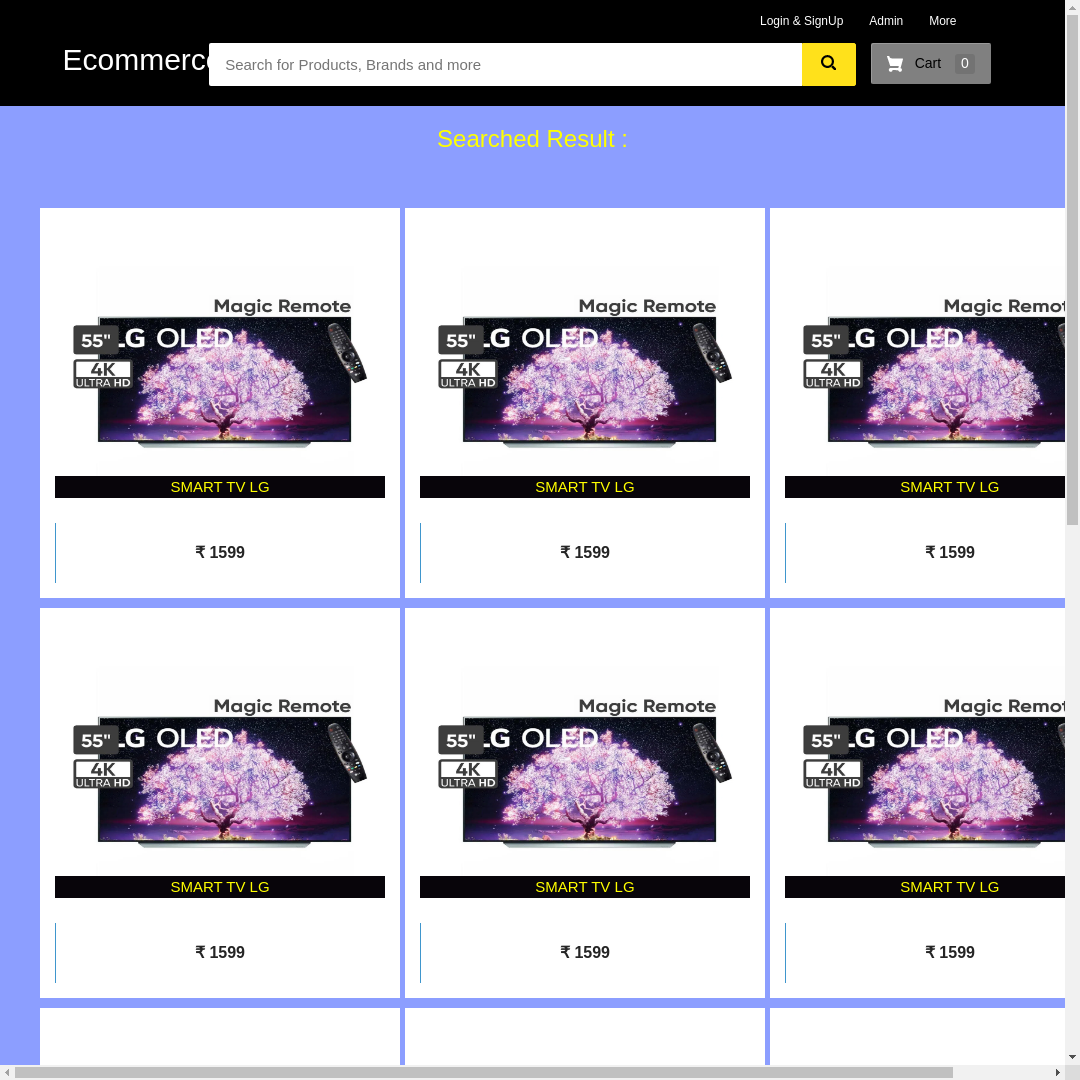 Login & SignUp Admin More
Ecommerce
Search for Products, Brands and more
Cart 0
Searched Result :
Magic Remote Magic Remote Magic Remot
55" LG OLED 55" LG OLED 55" LG OLED
4K 4K 4K
ULTRA HD ULTRA HD ULTRA HD
SMART TV LG SMART TV LG SMART TV LG
₹ 1599 ₹ 1599 ₹ 1599
Magic Remote Magic Remote Magic Remot
55" LG OLED 55" LG OLED 55" LG OLED
4K 4K 4K
ULTRA HD ULTRA HD ULTRA HD
SMART TV LG SMART TV LG SMART TV LG
₹ 1599 ₹ 1599 ₹ 1599